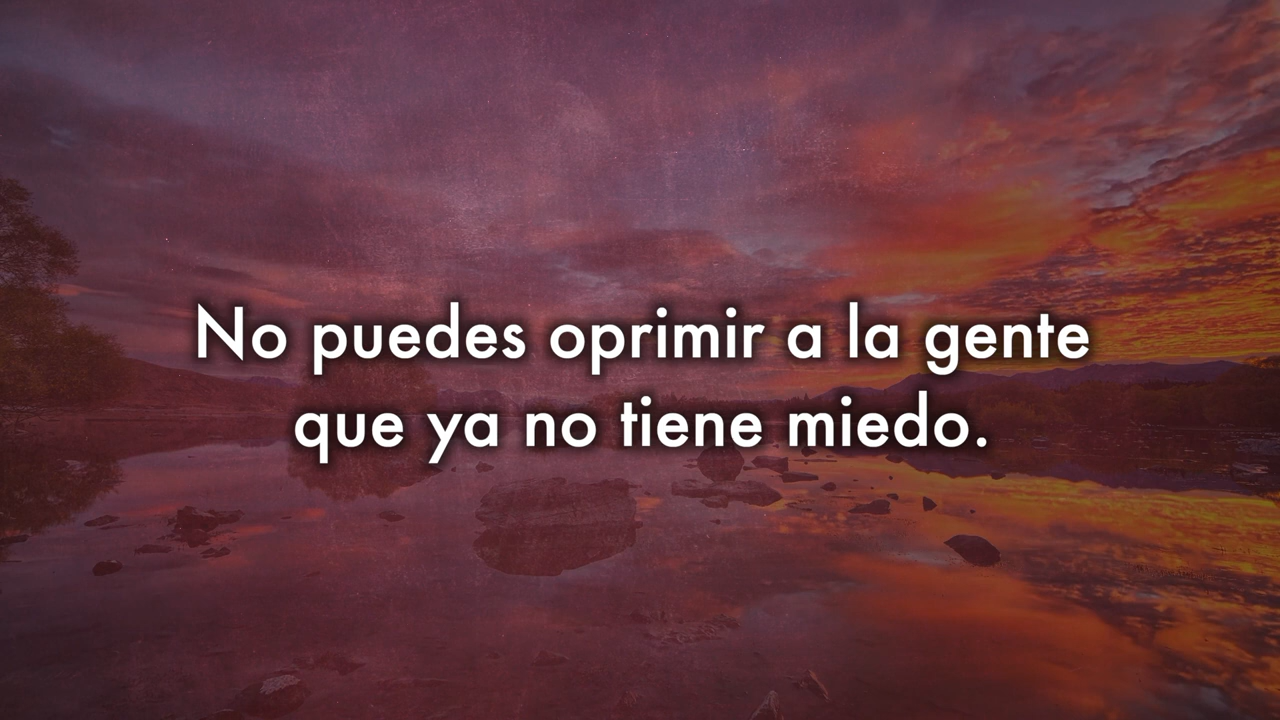 No puedes oprimir a la gente
que ya no tiene miedo.